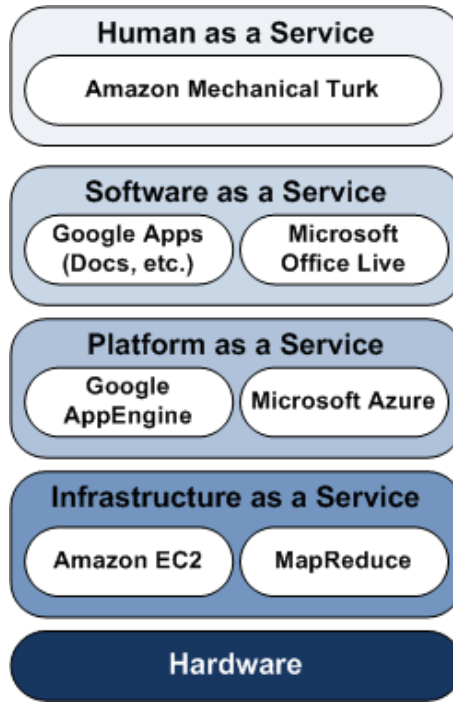 Human as a Service
Amazon Mechanical Turk
Software as a Service
Google Apps
(Docs, etc.)
Microsoft
Office Live
Platform as a Service
Google
AppEngine
Microsoft Azure
Infrastructure as a Service
Amazon EC2
MapReduce
Hardware